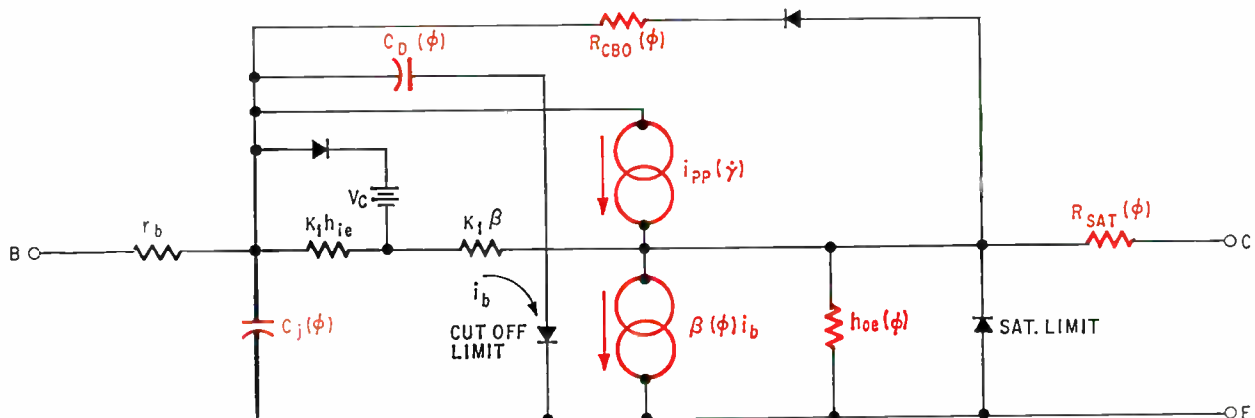 C_D(φ)
R_CBO(φ)
i_PP(γ̇)
V_C
R_SAT(φ)
B
r_b
K_1 h_ie
K_1 β
C
i_b
C_j(φ)
CUT OFF
LIMIT
β(φ) i_b
h_oe(φ)
SAT. LIMIT
E